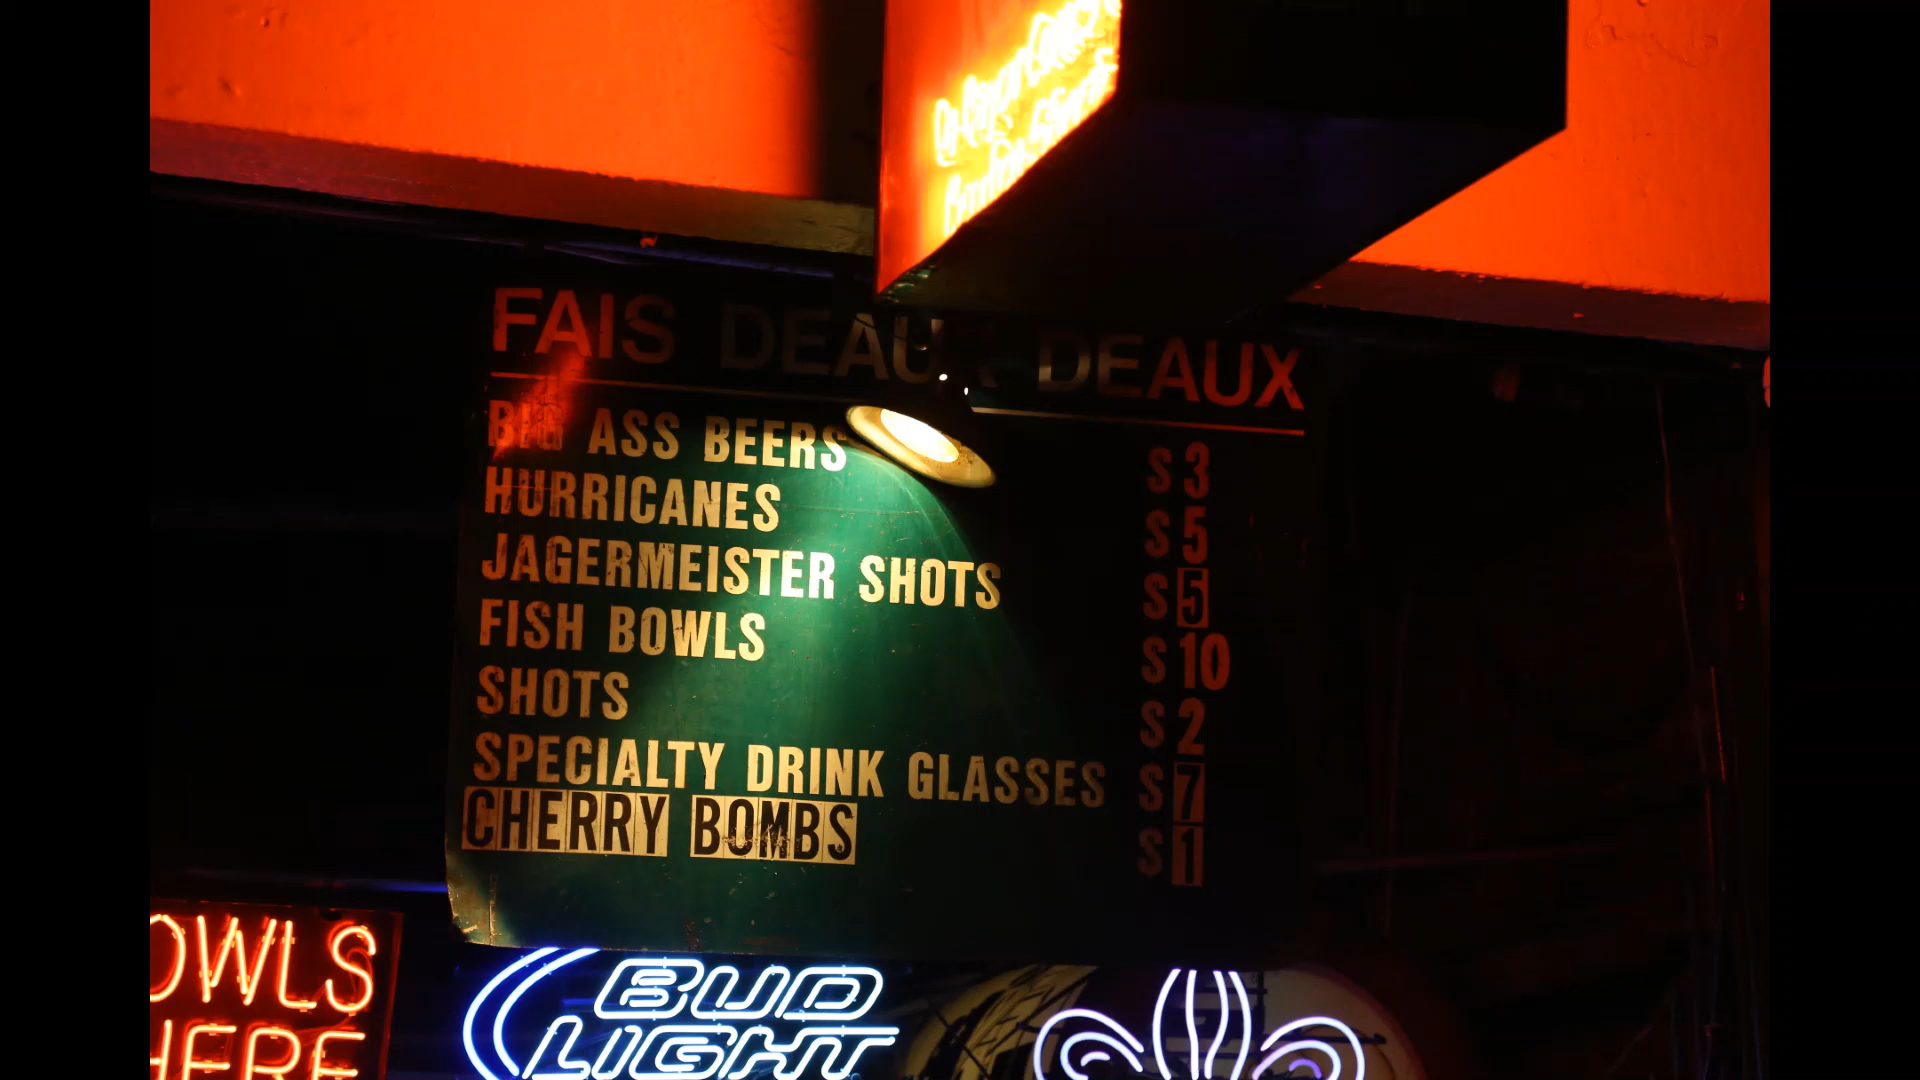 FAIS DEAUX DEAUX
BIG ASS BEERS $ 3
HURRICANES $ 5
JAGERMEISTER SHOTS $ 5
FISH BOWLS $ 10
SHOTS $ 2
SPECIALTY DRINK GLASSES $ 7
CHERRY BOMBS $ 1
OWLS
HERE
BUD
LIGHT